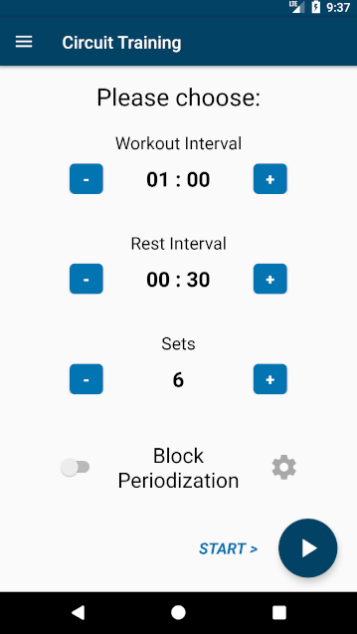 LTE 9:37
Circuit Training
Please choose:
Workout Interval
- 01 : 00 +
Rest Interval
- 00 : 30 +
Sets
- 6 +
Block
Periodization
START >